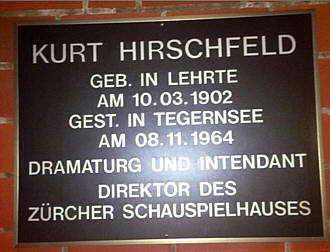 KURT HIRSCHFELD
GEB. IN LEHRTE
AM 10.03.1902
GEST. IN TEGERNSEE
AM 08.11.1964
DRAMATURG UND INTENDANT
DIREKTOR DES
ZÜRCHER SCHAUSPIELHAUSES